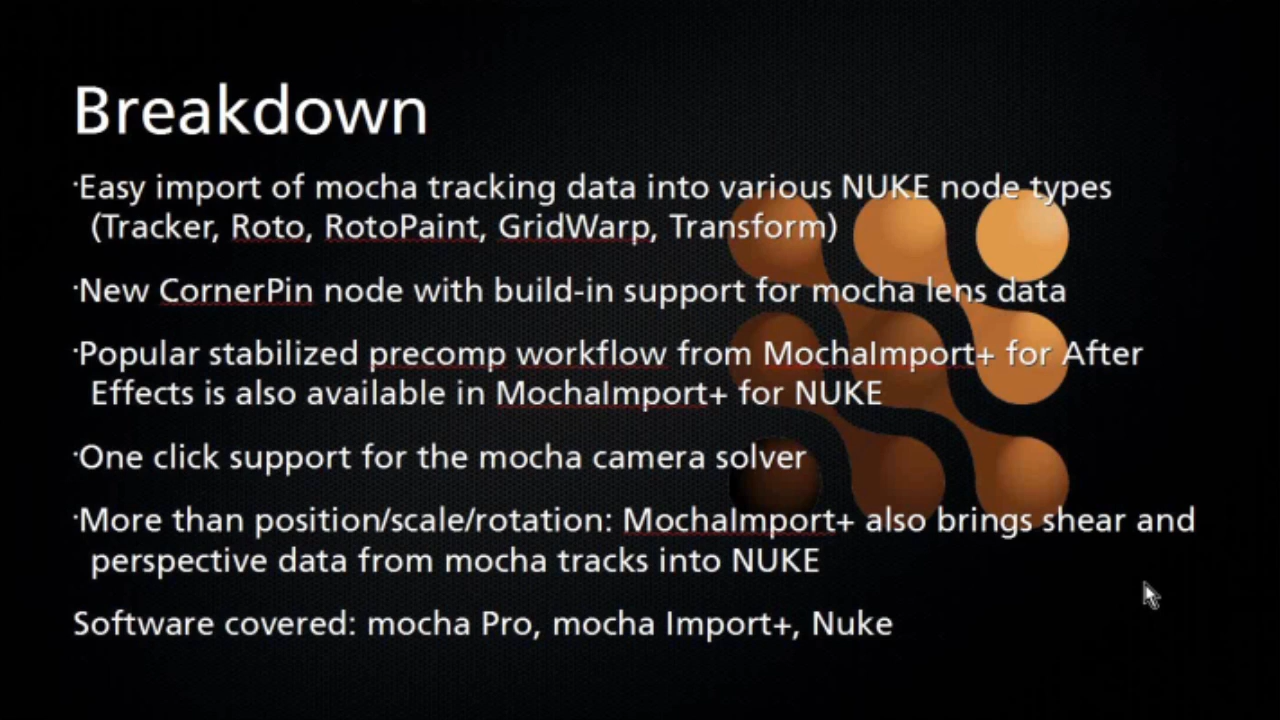 Breakdown
·Easy import of mocha tracking data into various NUKE node types
(Tracker, Roto, RotoPaint, GridWarp, Transform)
·New CornerPin node with build-in support for mocha lens data
·Popular stabilized precomp workflow from MochaImport+ for After
Effects is also available in MochaImport+ for NUKE
·One click support for the mocha camera solver
·More than position/scale/rotation: MochaImport+ also brings shear and
perspective data from mocha tracks into NUKE
Software covered: mocha Pro, mocha Import+, Nuke